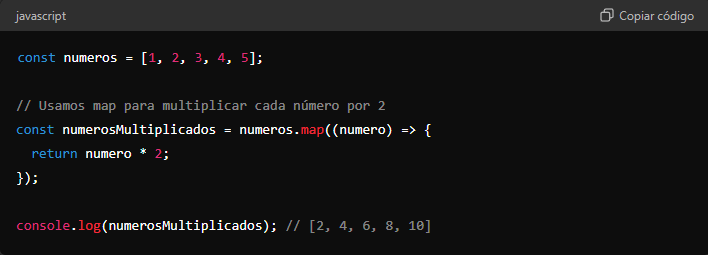 javascript
Copiar código
const numeros = [1, 2, 3, 4, 5];
// Usamos map para multiplicar cada número por 2
const numerosMultiplicados = numeros.map((numero) => {
  return numero * 2;
});
console.log(numerosMultiplicados); // [2, 4, 6, 8, 10]